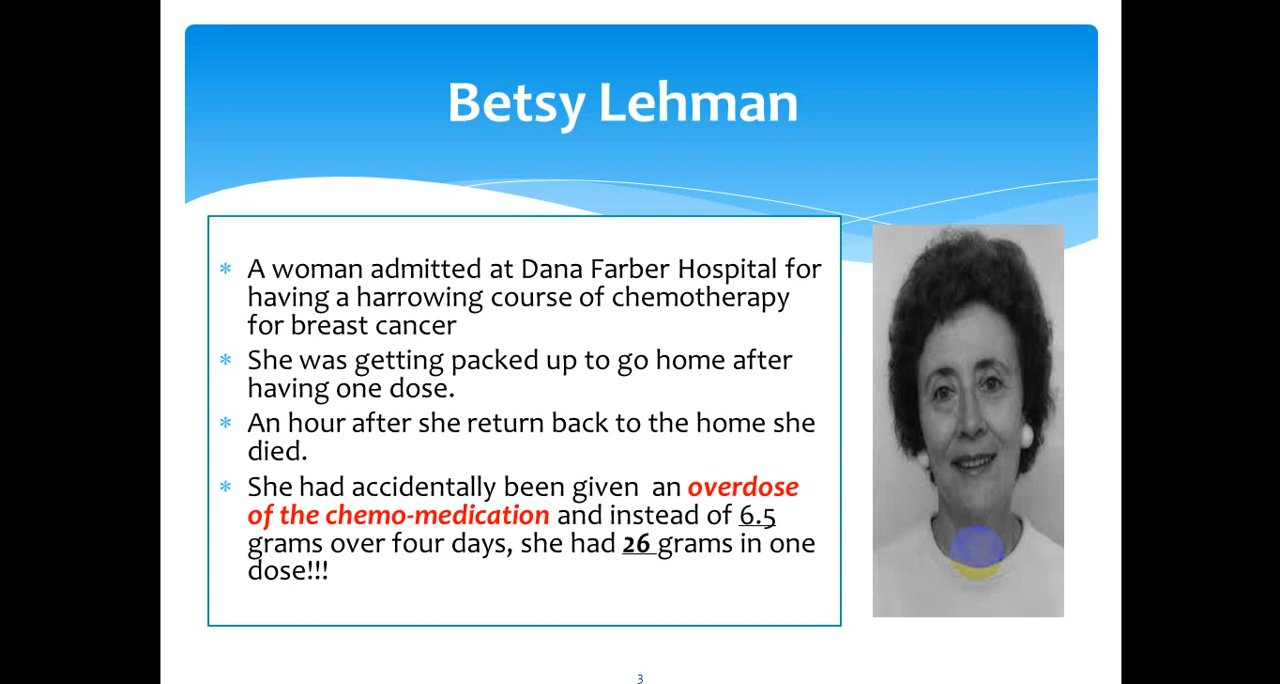 Betsy Lehman
* A woman admitted at Dana Farber Hospital for
having a harrowing course of chemotherapy
for breast cancer
* She was getting packed up to go home after
having one dose.
* An hour after she return back to the home she
died.
* She had accidentally been given an overdose
of the chemo-medication and instead of 6.5
grams over four days, she had 26 grams in one
dose!!!
3